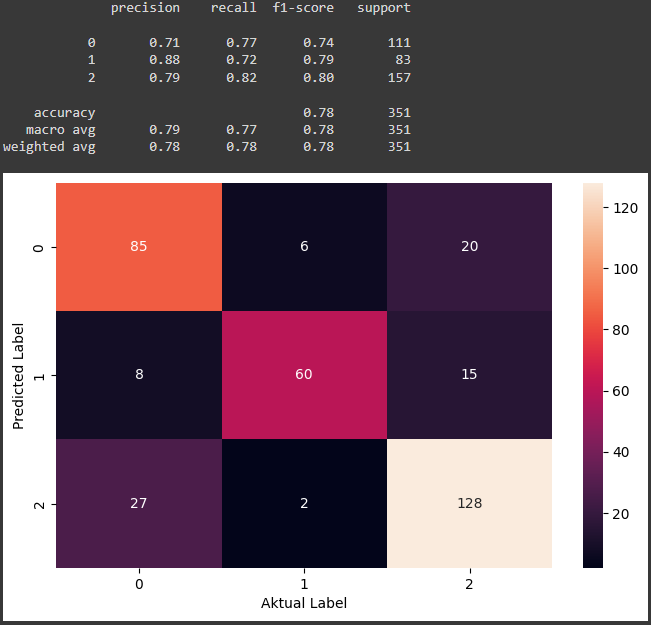 precision recall f1-score support
0 0.71 0.77 0.74 111
1 0.88 0.72 0.79 83
2 0.79 0.82 0.80 157
accuracy 0.78 351
macro avg 0.79 0.77 0.78 351
weighted avg 0.78 0.78 0.78 351
85 6 20
8 60 15
27 2 128
0
1
2
Predicted Label
0 1 2
Aktual Label
120
100
80
60
40
20